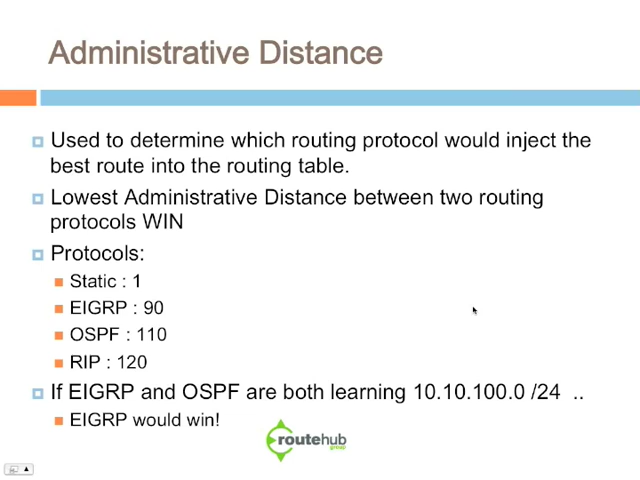 Administrative Distance
Used to determine which routing protocol would inject the
best route into the routing table.
Lowest Administrative Distance between two routing
protocols WIN
Protocols:
Static : 1
EIGRP : 90
OSPF : 110
RIP : 120
If EIGRP and OSPF are both learning 10.10.100.0 /24 ..
EIGRP would win!
routehub
group